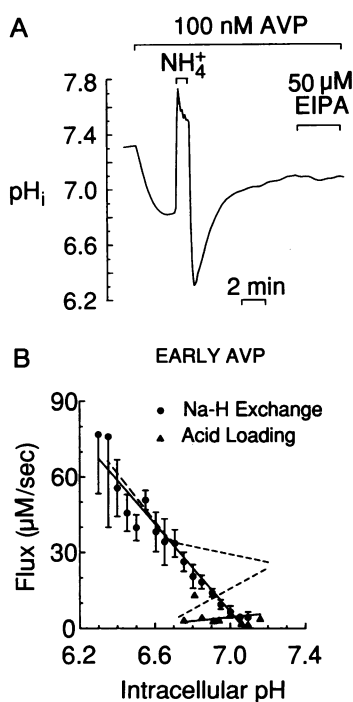 A
100 nM AVP
NH4+
50 µM
EIPA
7.8
7.4
7.0
6.6
6.2
pHi
2 min
B
EARLY AVP
90
60
30
0
Flux (µM/sec)
Na-H Exchange
Acid Loading
6.2 6.6 7.0 7.4
Intracellular pH